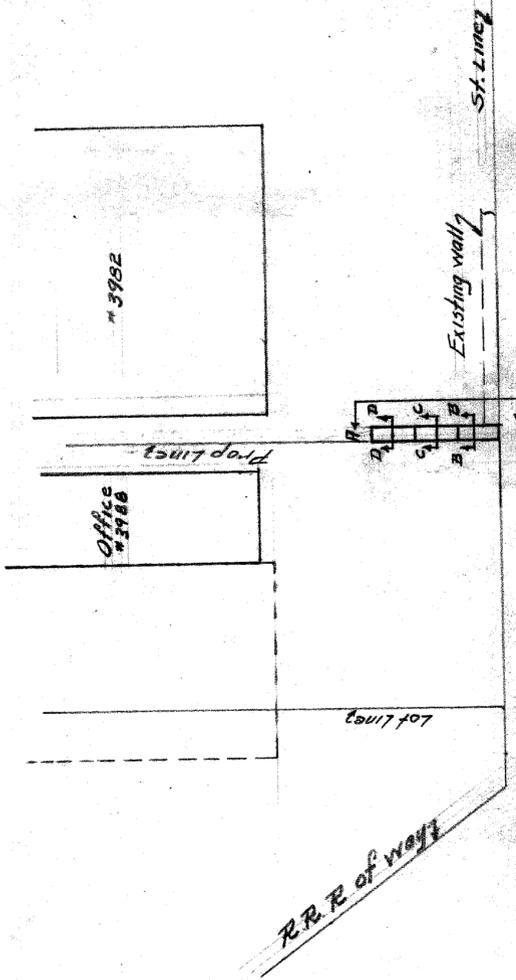 St. Line
# 3982
Existing wall
Prop Line
Office
# 3988
A
D D
C C
B B
Lot Line
R.R. R of way